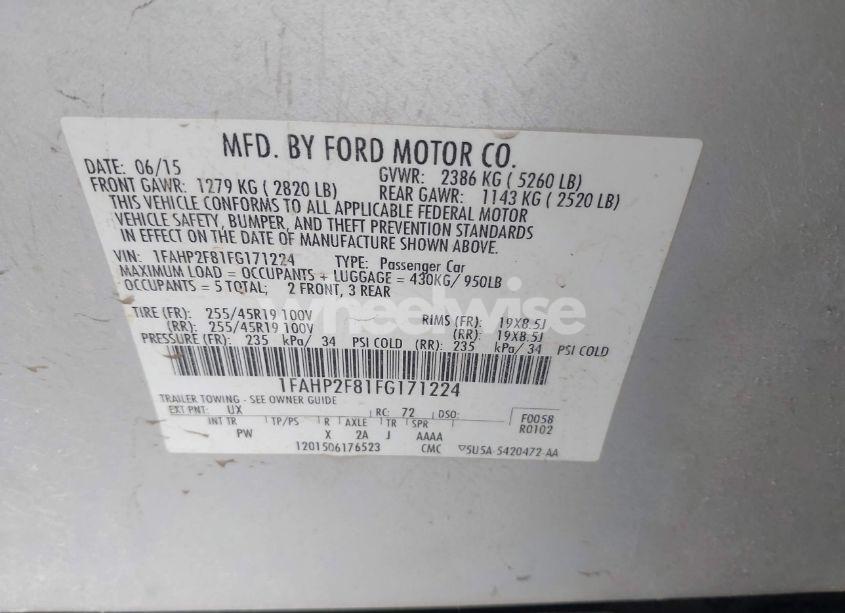 MFD. BY FORD MOTOR CO.
DATE: 06/15 GVWR: 2386 KG ( 5260 LB)
FRONT GAWR: 1279 KG ( 2820 LB) REAR GAWR: 1143 KG ( 2520 LB)
THIS VEHICLE CONFORMS TO ALL APPLICABLE FEDERAL MOTOR
VEHICLE SAFETY, BUMPER, AND THEFT PREVENTION STANDARDS
IN EFFECT ON THE DATE OF MANUFACTURE SHOWN ABOVE.
VIN: 1FAHP2F81FG171224 TYPE: Passenger Car
MAXIMUM LOAD = OCCUPANTS + LUGGAGE = 430KG/ 950LB
OCCUPANTS = 5 TOTAL; 2 FRONT, 3 REAR
wheelwise
TIRE (FR): 255/45R19 100V RIMS (FR): 19X8.5J
(RR): 255/45R19 100V (RR): 19X8.5J
PRESSURE (FR): 235 kPa/ 34 PSI COLD (RR): 235 kPa/ 34 PSI COLD
1FAHP2F81FG171224
TRAILER TOWING - SEE OWNER GUIDE
EXT PNT: UX RC: 72 DSO: F0058
INT TR TP/PS R AXLE TR SPR R0102
PW X 2A J AAAA
1201506176523 CMC ▽5U5A-5420472-AA